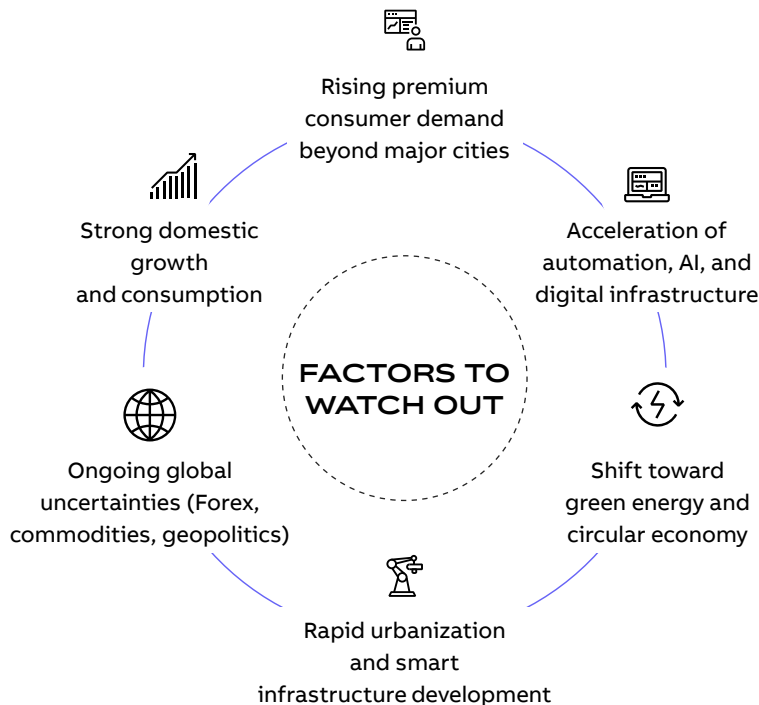 Rising premium
consumer demand
beyond major cities
Strong domestic
growth
and consumption
Acceleration of
automation, AI, and
digital infrastructure
FACTORS TO
WATCH OUT
Ongoing global
uncertainties (Forex,
commodities, geopolitics)
Shift toward
green energy and
circular economy
Rapid urbanization
and smart
infrastructure development